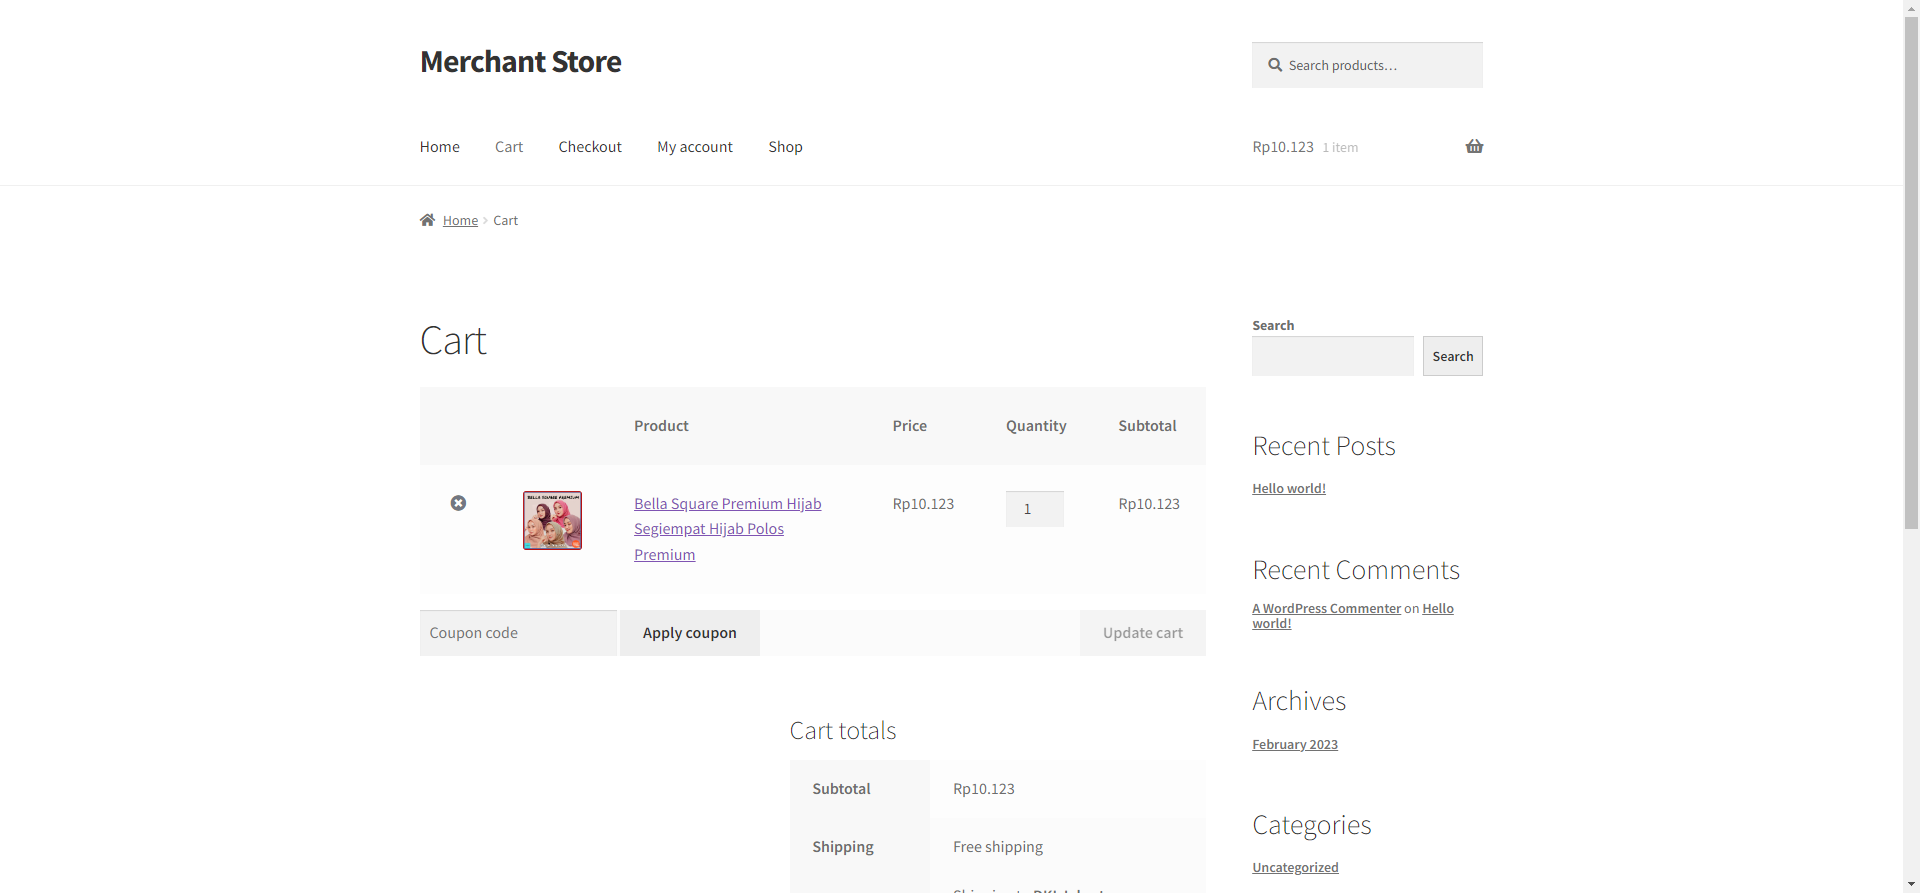 Merchant Store
Search products…
Home
Cart
Checkout
My account
Shop
Rp10.123 1 item
Home Cart
Cart
Product
Price
Quantity
Subtotal
Bella Square Premium Hijab
Segiempat Hijab Polos
Premium
Rp10.123
1
Rp10.123
BELLA SQUARE PREMIUM
Coupon code
Apply coupon
Update cart
Cart totals
Subtotal
Rp10.123
Shipping
Free shipping
Search
Search
Recent Posts
Hello world!
Recent Comments
A WordPress Commenter on Hello
world!
Archives
February 2023
Categories
Uncategorized